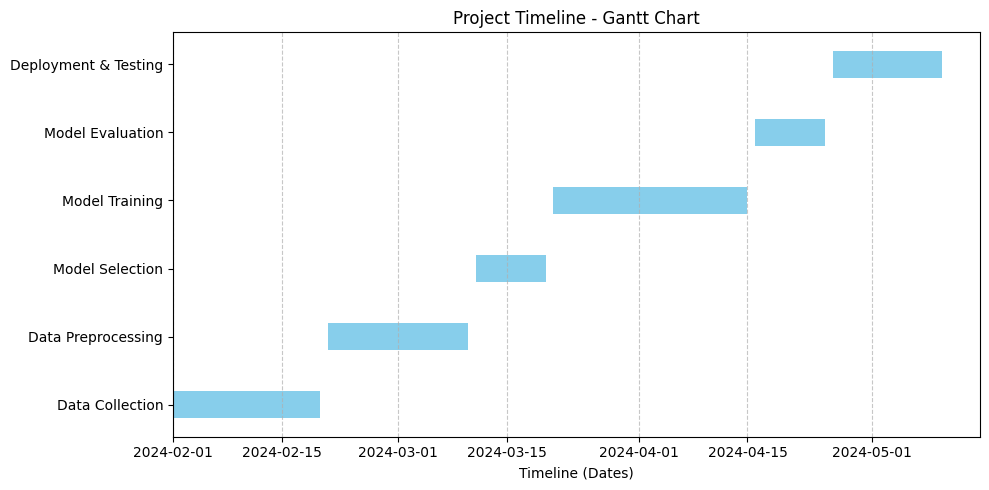 Project Timeline - Gantt Chart
Deployment & Testing
Model Evaluation
Model Training
Model Selection
Data Preprocessing
Data Collection
2024-02-01 2024-02-15 2024-03-01 2024-03-15 2024-04-01 2024-04-15 2024-05-01
Timeline (Dates)